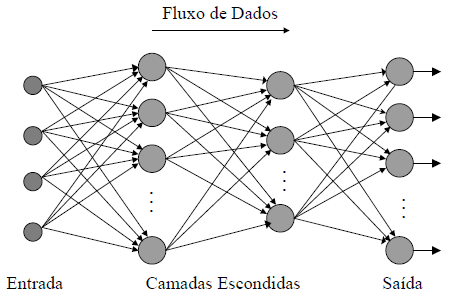 Fluxo de Dados
Entrada
Camadas Escondidas
Saída